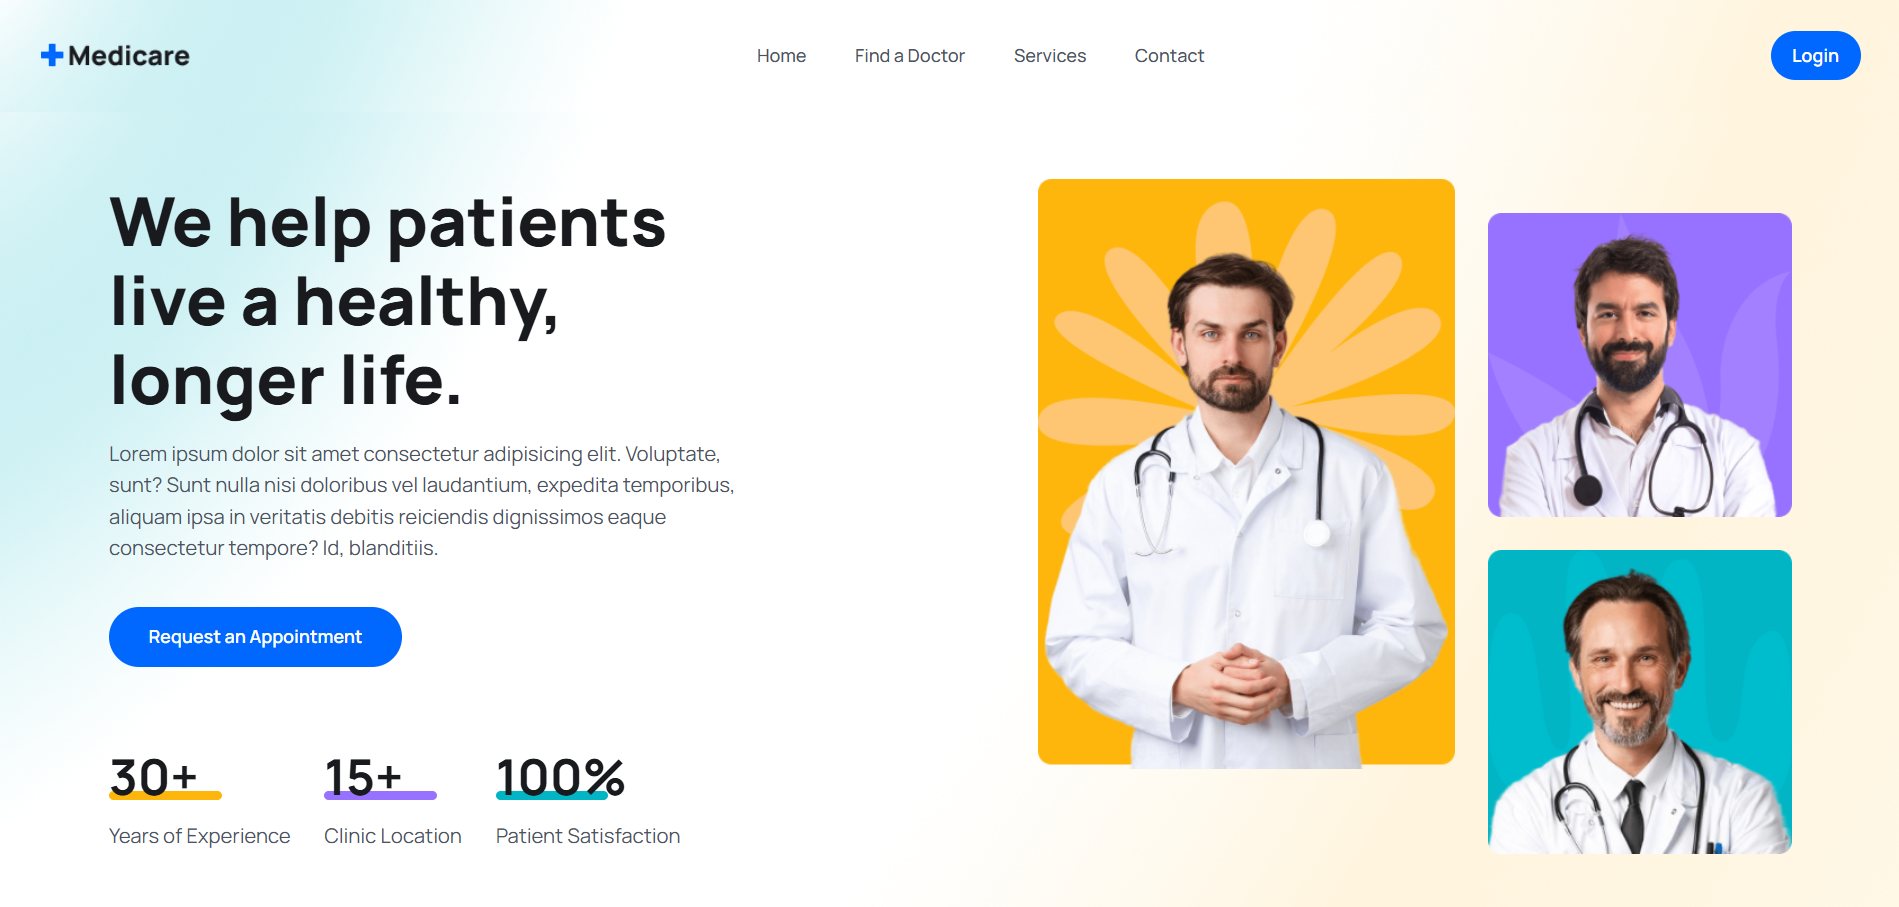 Medicare
Home
Find a Doctor
Services
Contact
Login
We help patients
live a healthy,
longer life.
Lorem ipsum dolor sit amet consectetur adipisicing elit. Voluptate,
sunt? Sunt nulla nisi doloribus vel laudantium, expedita temporibus,
aliquam ipsa in veritatis debitis reiciendis dignissimos eaque
consectetur tempore? Id, blanditiis.
Request an Appointment
30+
Years of Experience
15+
Clinic Location
100%
Patient Satisfaction